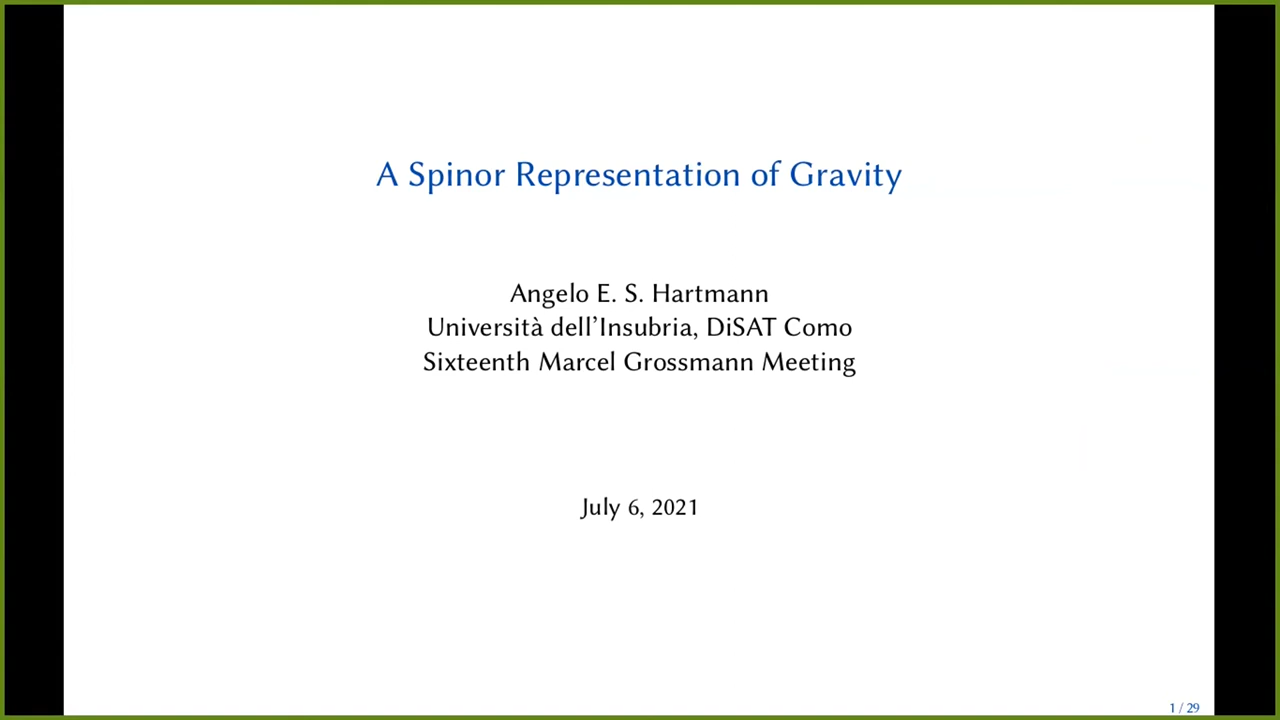 A Spinor Representation of Gravity
Angelo E. S. Hartmann
Università dell’Insubria, DiSAT Como
Sixteenth Marcel Grossmann Meeting
July 6, 2021
1 / 29